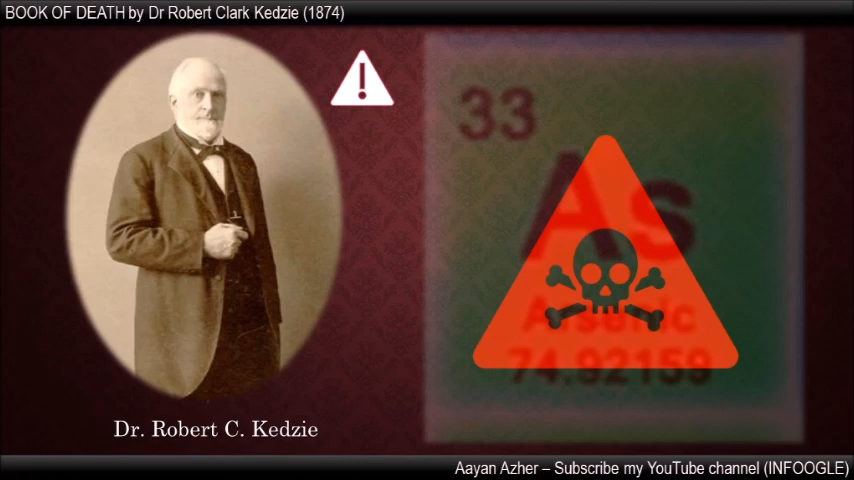 BOOK OF DEATH by Dr Robert Clark Kedzie (1874)
33
As
Arsenic
74.92159
Dr. Robert C. Kedzie
Aayan Azher – Subscribe my YouTube channel (INFOOGLE)